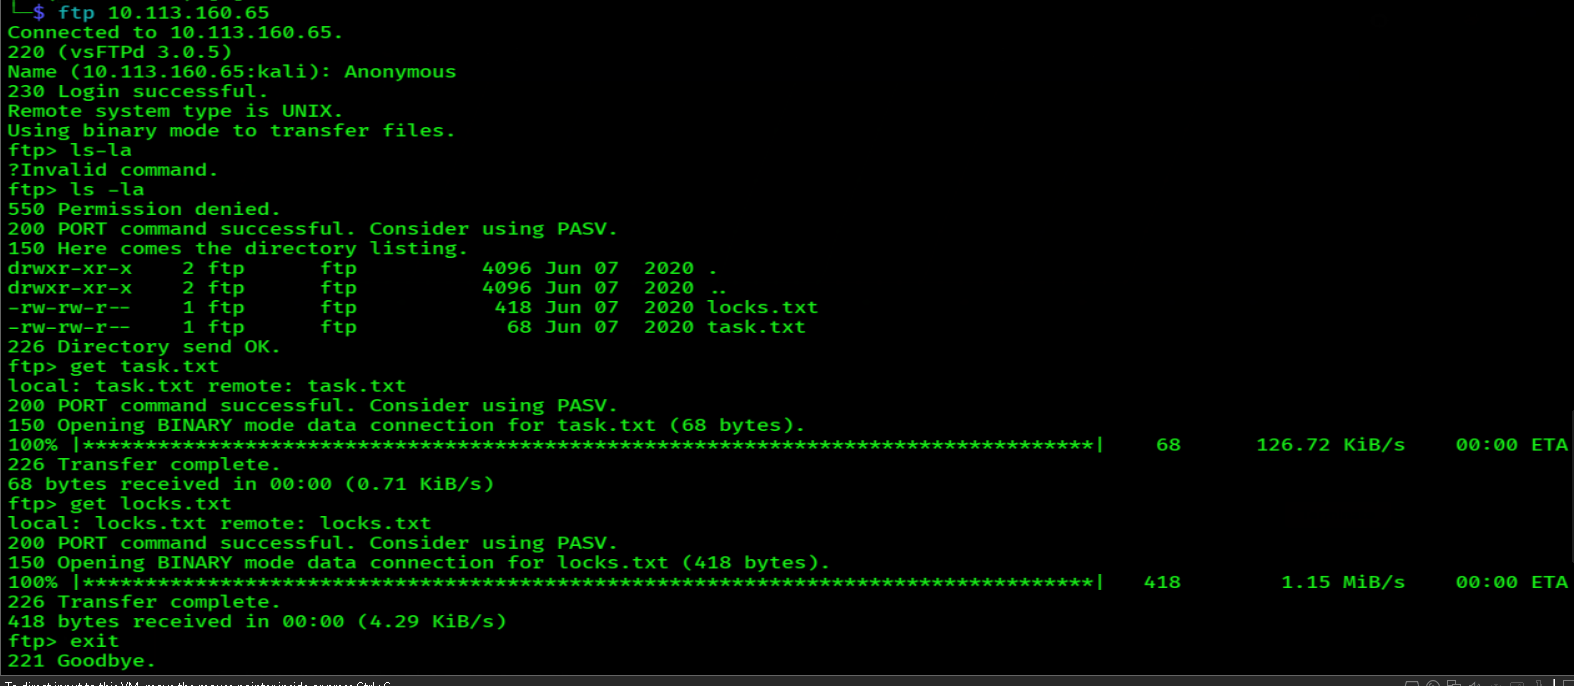 └─$ ftp 10.113.160.65
Connected to 10.113.160.65.
220 (vsFTPd 3.0.5)
Name (10.113.160.65:kali): Anonymous
230 Login successful.
Remote system type is UNIX.
Using binary mode to transfer files.
ftp> ls-la
?Invalid command.
ftp> ls -la
550 Permission denied.
200 PORT command successful. Consider using PASV.
150 Here comes the directory listing.
drwxr-xr-x    2 ftp      ftp          4096 Jun 07  2020 .
drwxr-xr-x    2 ftp      ftp          4096 Jun 07  2020 ..
-rw-rw-r--    1 ftp      ftp           418 Jun 07  2020 locks.txt
-rw-rw-r--    1 ftp      ftp            68 Jun 07  2020 task.txt
226 Directory send OK.
ftp> get task.txt
local: task.txt remote: task.txt
200 PORT command successful. Consider using PASV.
150 Opening BINARY mode data connection for task.txt (68 bytes).
100% |*********************************************************************************|    68      126.72 KiB/s    00:00 ETA
226 Transfer complete.
68 bytes received in 00:00 (0.71 KiB/s)
ftp> get locks.txt
local: locks.txt remote: locks.txt
200 PORT command successful. Consider using PASV.
150 Opening BINARY mode data connection for locks.txt (418 bytes).
100% |*********************************************************************************|   418        1.15 MiB/s    00:00 ETA
226 Transfer complete.
418 bytes received in 00:00 (4.29 KiB/s)
ftp> exit
221 Goodbye.